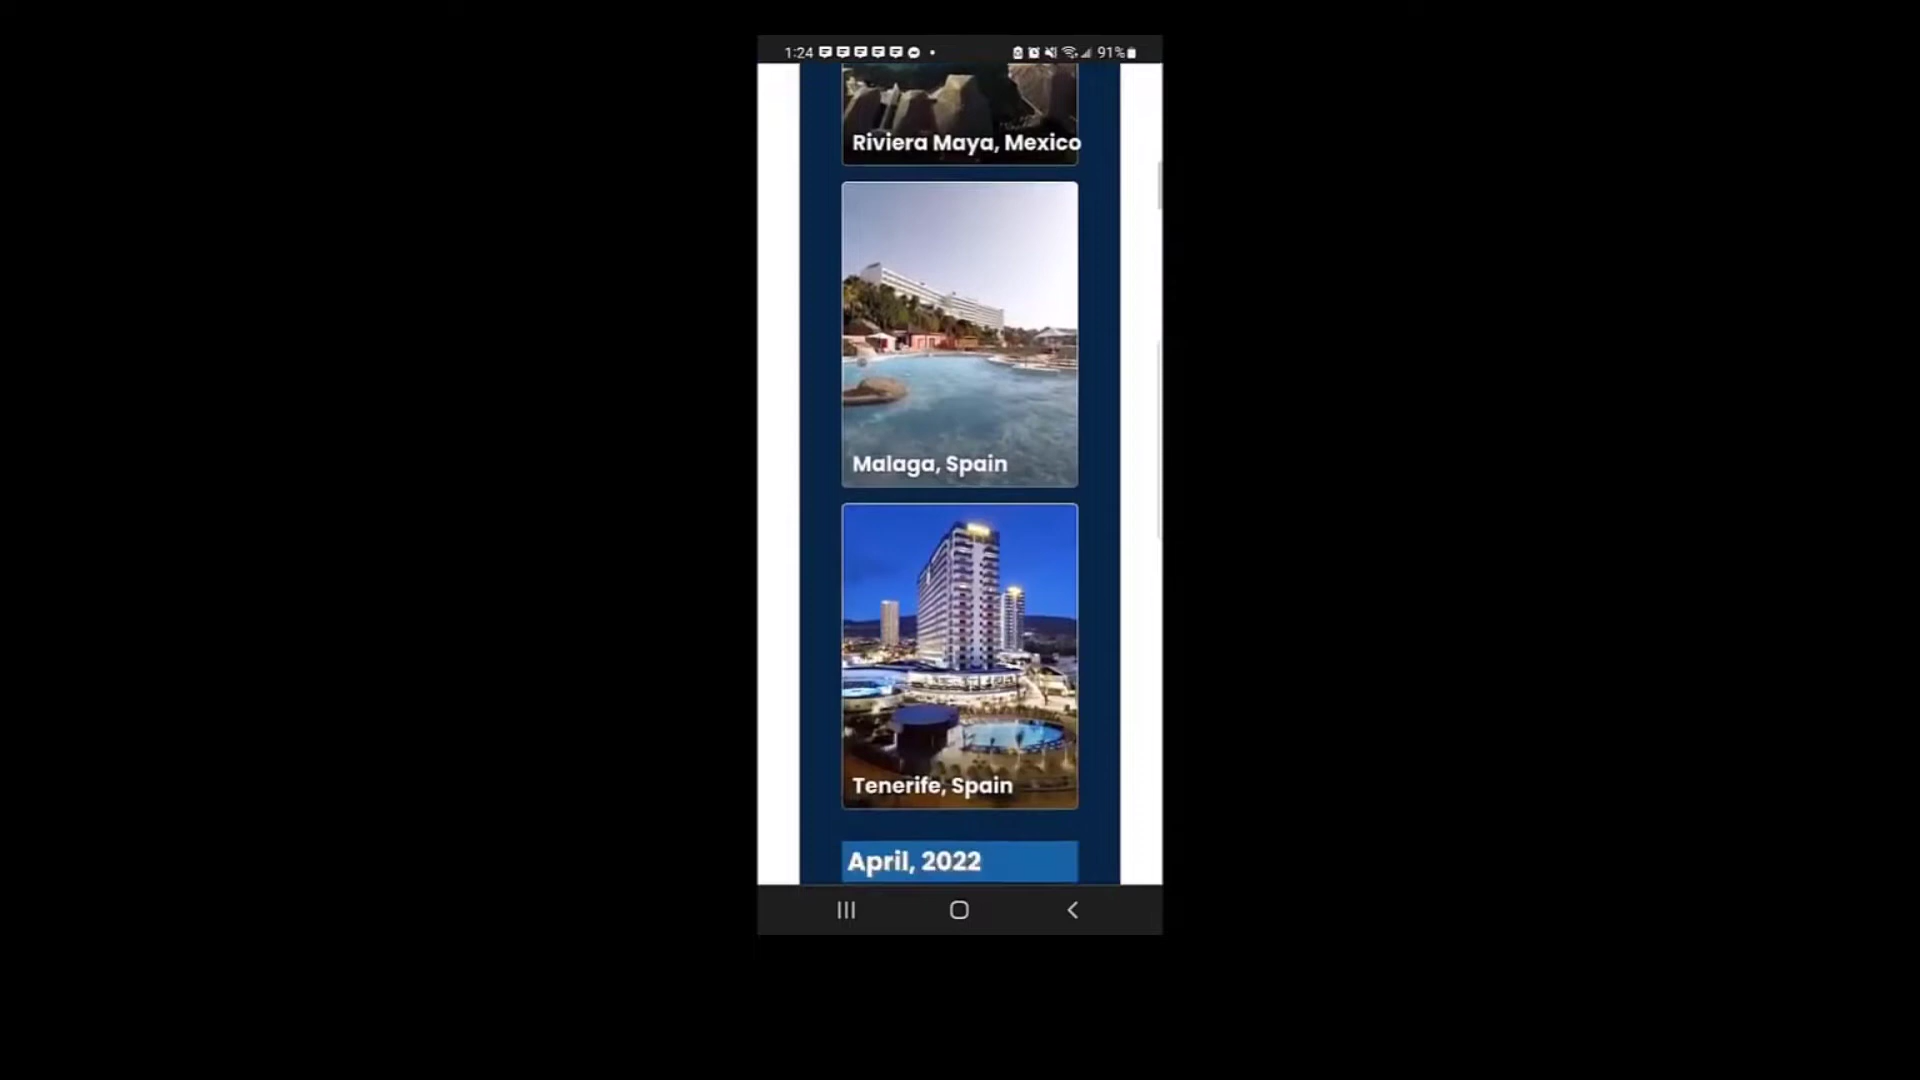 1:24
91%
Riviera Maya, Mexico
Malaga, Spain
Tenerife, Spain
April, 2022